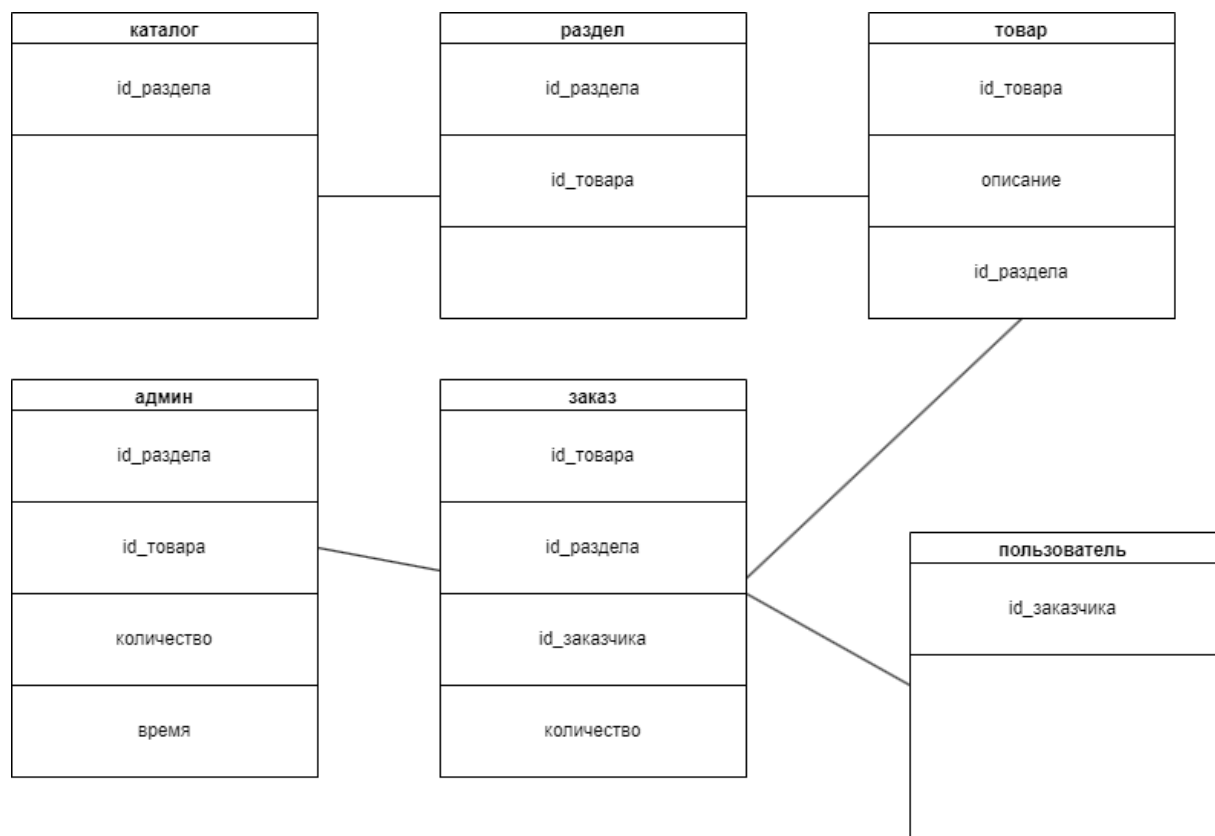 каталог
id_раздела
раздел
id_раздела
id_товара
товар
id_товара
описание
id_раздела
админ
id_раздела
id_товара
количество
время
заказ
id_товара
id_раздела
id_заказчика
количество
пользователь
id_заказчика